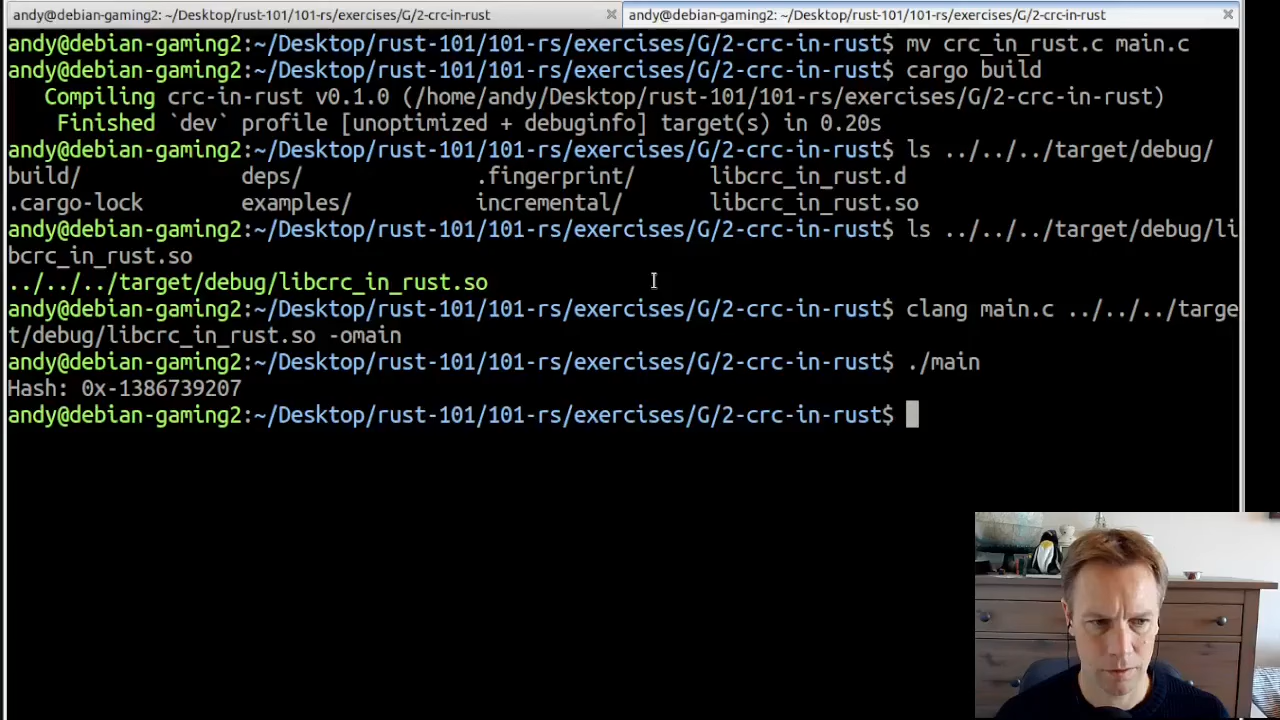 andy@debian-gaming2: ~/Desktop/rust-101/101-rs/exercises/G/2-crc-in-rust
andy@debian-gaming2: ~/Desktop/rust-101/101-rs/exercises/G/2-crc-in-rust
andy@debian-gaming2:~/Desktop/rust-101/101-rs/exercises/G/2-crc-in-rust$ mv crc_in_rust.c main.c
andy@debian-gaming2:~/Desktop/rust-101/101-rs/exercises/G/2-crc-in-rust$ cargo build
Compiling crc-in-rust v0.1.0 (/home/andy/Desktop/rust-101/101-rs/exercises/G/2-crc-in-rust)
Finished `dev` profile [unoptimized + debuginfo] target(s) in 0.20s
andy@debian-gaming2:~/Desktop/rust-101/101-rs/exercises/G/2-crc-in-rust$ ls ../../../target/debug/
build/ deps/ .fingerprint/ libcrc_in_rust.d
.cargo-lock examples/ incremental/ libcrc_in_rust.so
andy@debian-gaming2:~/Desktop/rust-101/101-rs/exercises/G/2-crc-in-rust$ ls ../../../target/debug/li
bcrc_in_rust.so
../../../target/debug/libcrc_in_rust.so
andy@debian-gaming2:~/Desktop/rust-101/101-rs/exercises/G/2-crc-in-rust$ clang main.c ../../../targe
t/debug/libcrc_in_rust.so -omain
andy@debian-gaming2:~/Desktop/rust-101/101-rs/exercises/G/2-crc-in-rust$ ./main
Hash: 0x-1386739207
andy@debian-gaming2:~/Desktop/rust-101/101-rs/exercises/G/2-crc-in-rust$